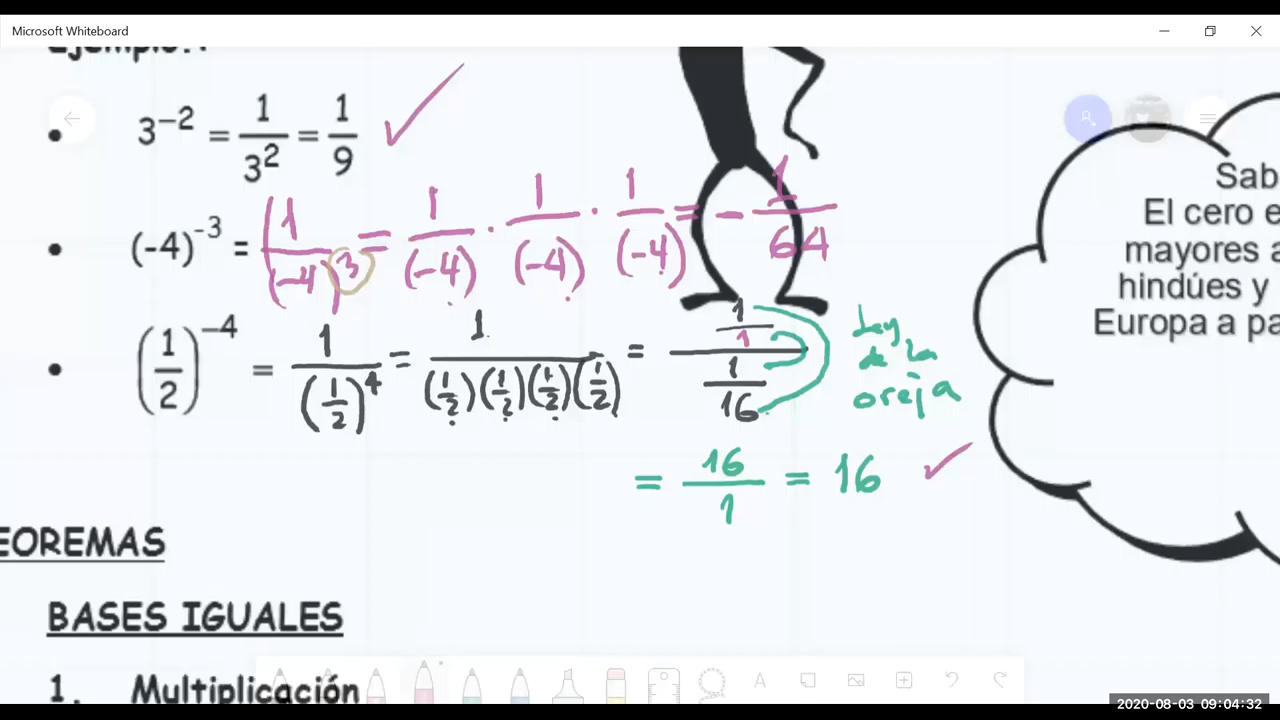 Microsoft Whiteboard
Ejemplo:
• 3⁻² = 1/3² = 1/9 ✓
• (-4)⁻³ = (1/(-4))³ = 1/(-4) · 1/(-4) · 1/(-4) = - 1/64
• (1/2)⁻⁴ = 1/(1/2)⁴ = 1/((1/2)(1/2)(1/2)(1/2)) = (1/1)/(1/16)
Ley
de la
oreja
= 16/1 = 16 ✓
Sab
El cero e
mayores a
hindúes y
Europa a pa
EOREMAS
BASES IGUALES
1. Multiplicación
A
2020-08-03 09:04:32